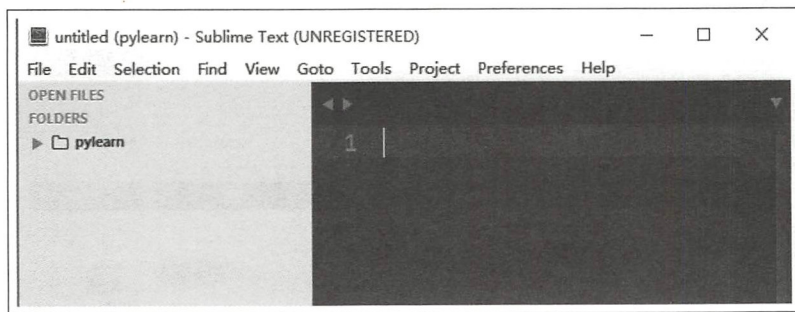 untitled (pylearn) - Sublime Text (UNREGISTERED)
File Edit Selection Find View Goto Tools Project Preferences Help
OPEN FILES
FOLDERS
pylearn
1